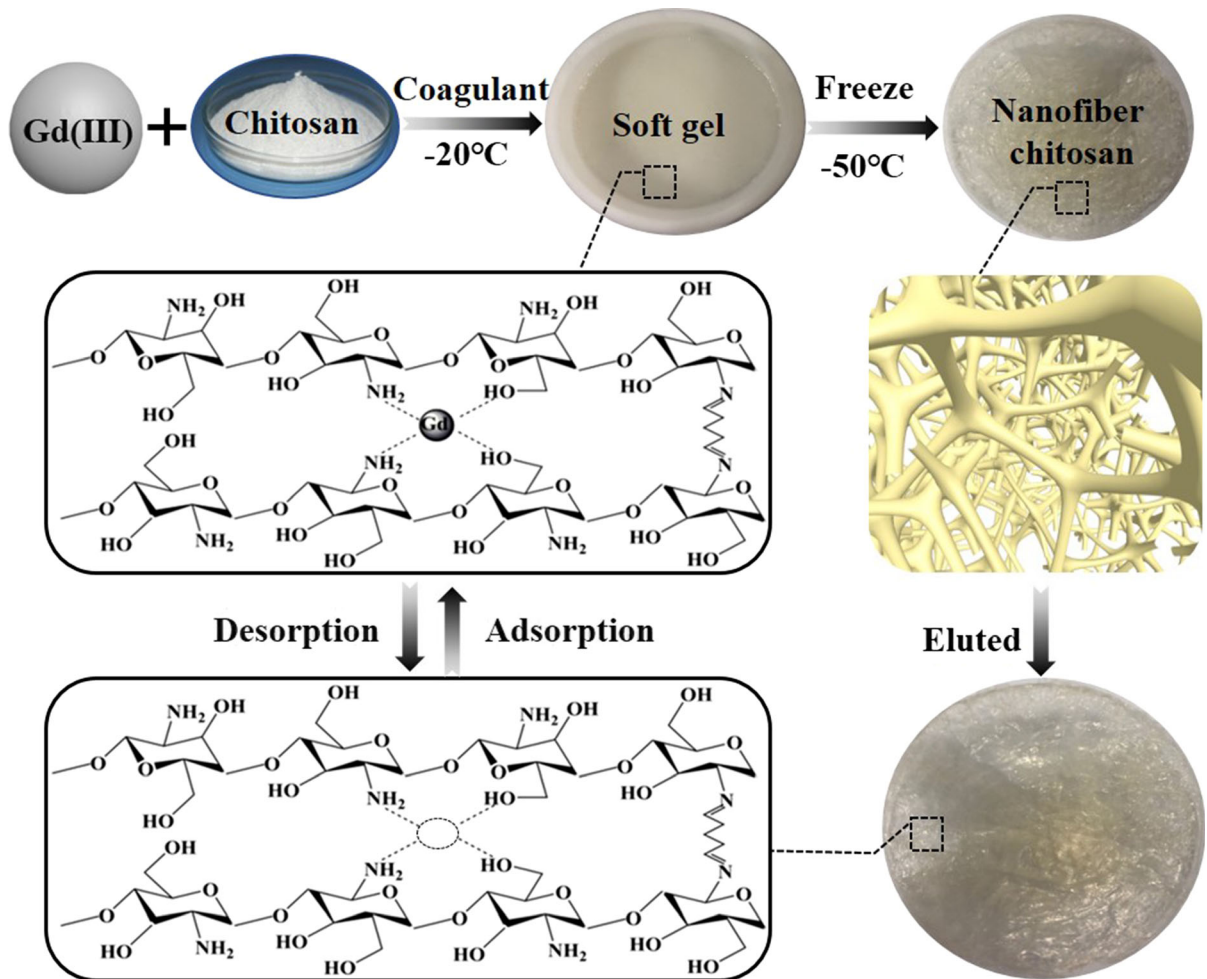 Gd(III) + Chitosan
Coagulant
-20℃
Soft gel
Freeze
-50℃
Nanofiber
chitosan
NH2 OH OH NH2 OH OH
O O O O O O O O
HO NH2 HO HO N
HO
Gd
OH NH2 HO OH N
O O O O O O O O
HO NH2 HO HO HO NH2 HO HO
Desorption
Adsorption
Eluted
NH2 OH OH NH2 OH OH
O O O O O O O O
HO NH2 HO HO N
HO
OH NH2 HO OH N
O O O O O O O O
HO NH2 HO HO HO NH2 HO HO